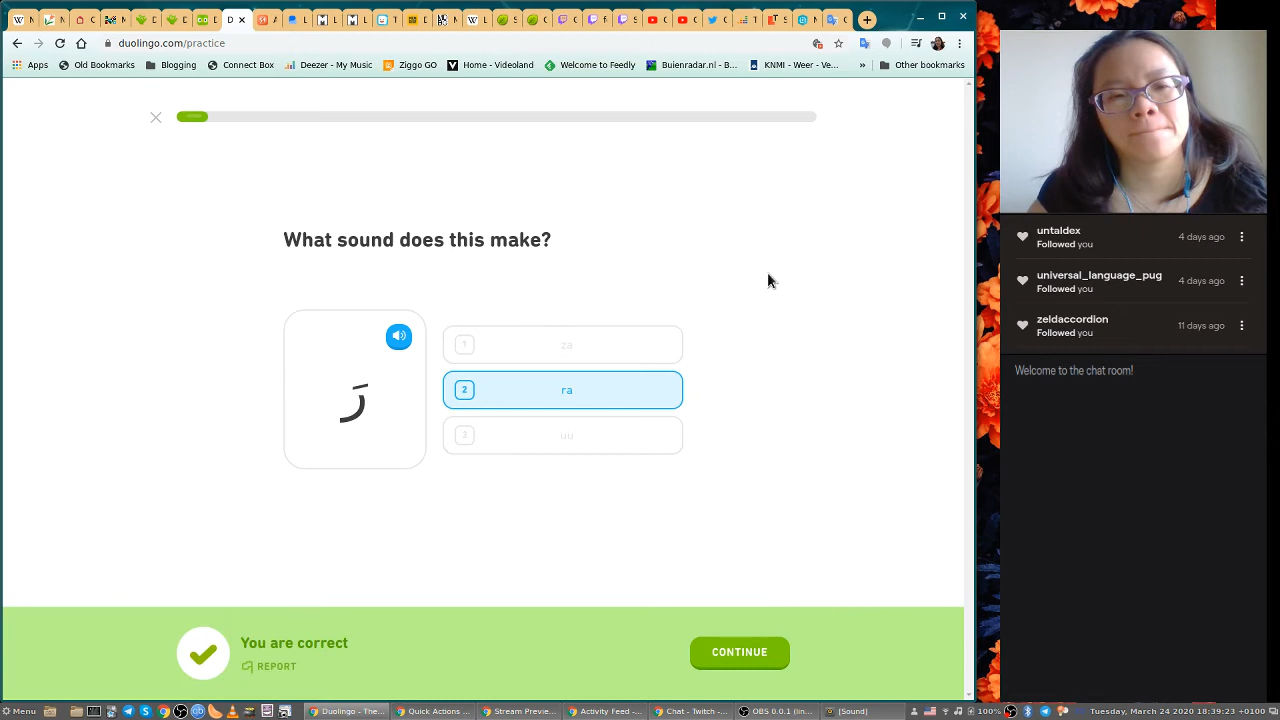 duolingo.com/practice
Apps
Old Bookmarks
Blogging
Connect Box
Deezer - My Music
Ziggo GO
Home - Videoland
Welcome to Feedly
Buienradar.nl - B...
KNMI - Weer - Ve...
»
Other bookmarks
What sound does this make?
رَ
1 za
2 ra
3 uu
You are correct
REPORT
CONTINUE
untaldex
Followed you
4 days ago
universal_language_pug
Followed you
4 days ago
zeldaccordion
Followed you
11 days ago
Welcome to the chat room!
Menu
Duolingo - The...
Quick Actions ...
Stream Previe...
Activity Feed -...
Chat - Twitch -...
OBS 0.0.1 (lin...
[Sound]
100%
Tuesday, March 24 2020 18:39:23 +0100